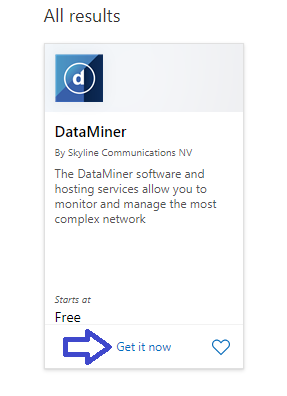 All results
d
DataMiner
By Skyline Communications NV
The DataMiner software and
hosting services allow you to
monitor and manage the most
complex network
Starts at
Free
Get it now